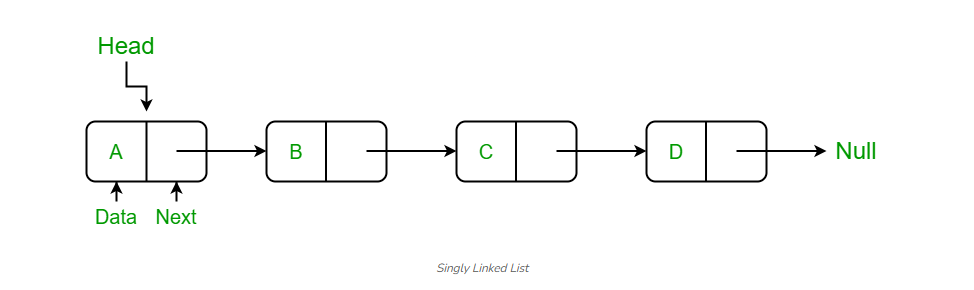 Head
A B C D Null
Data Next
Singly Linked List